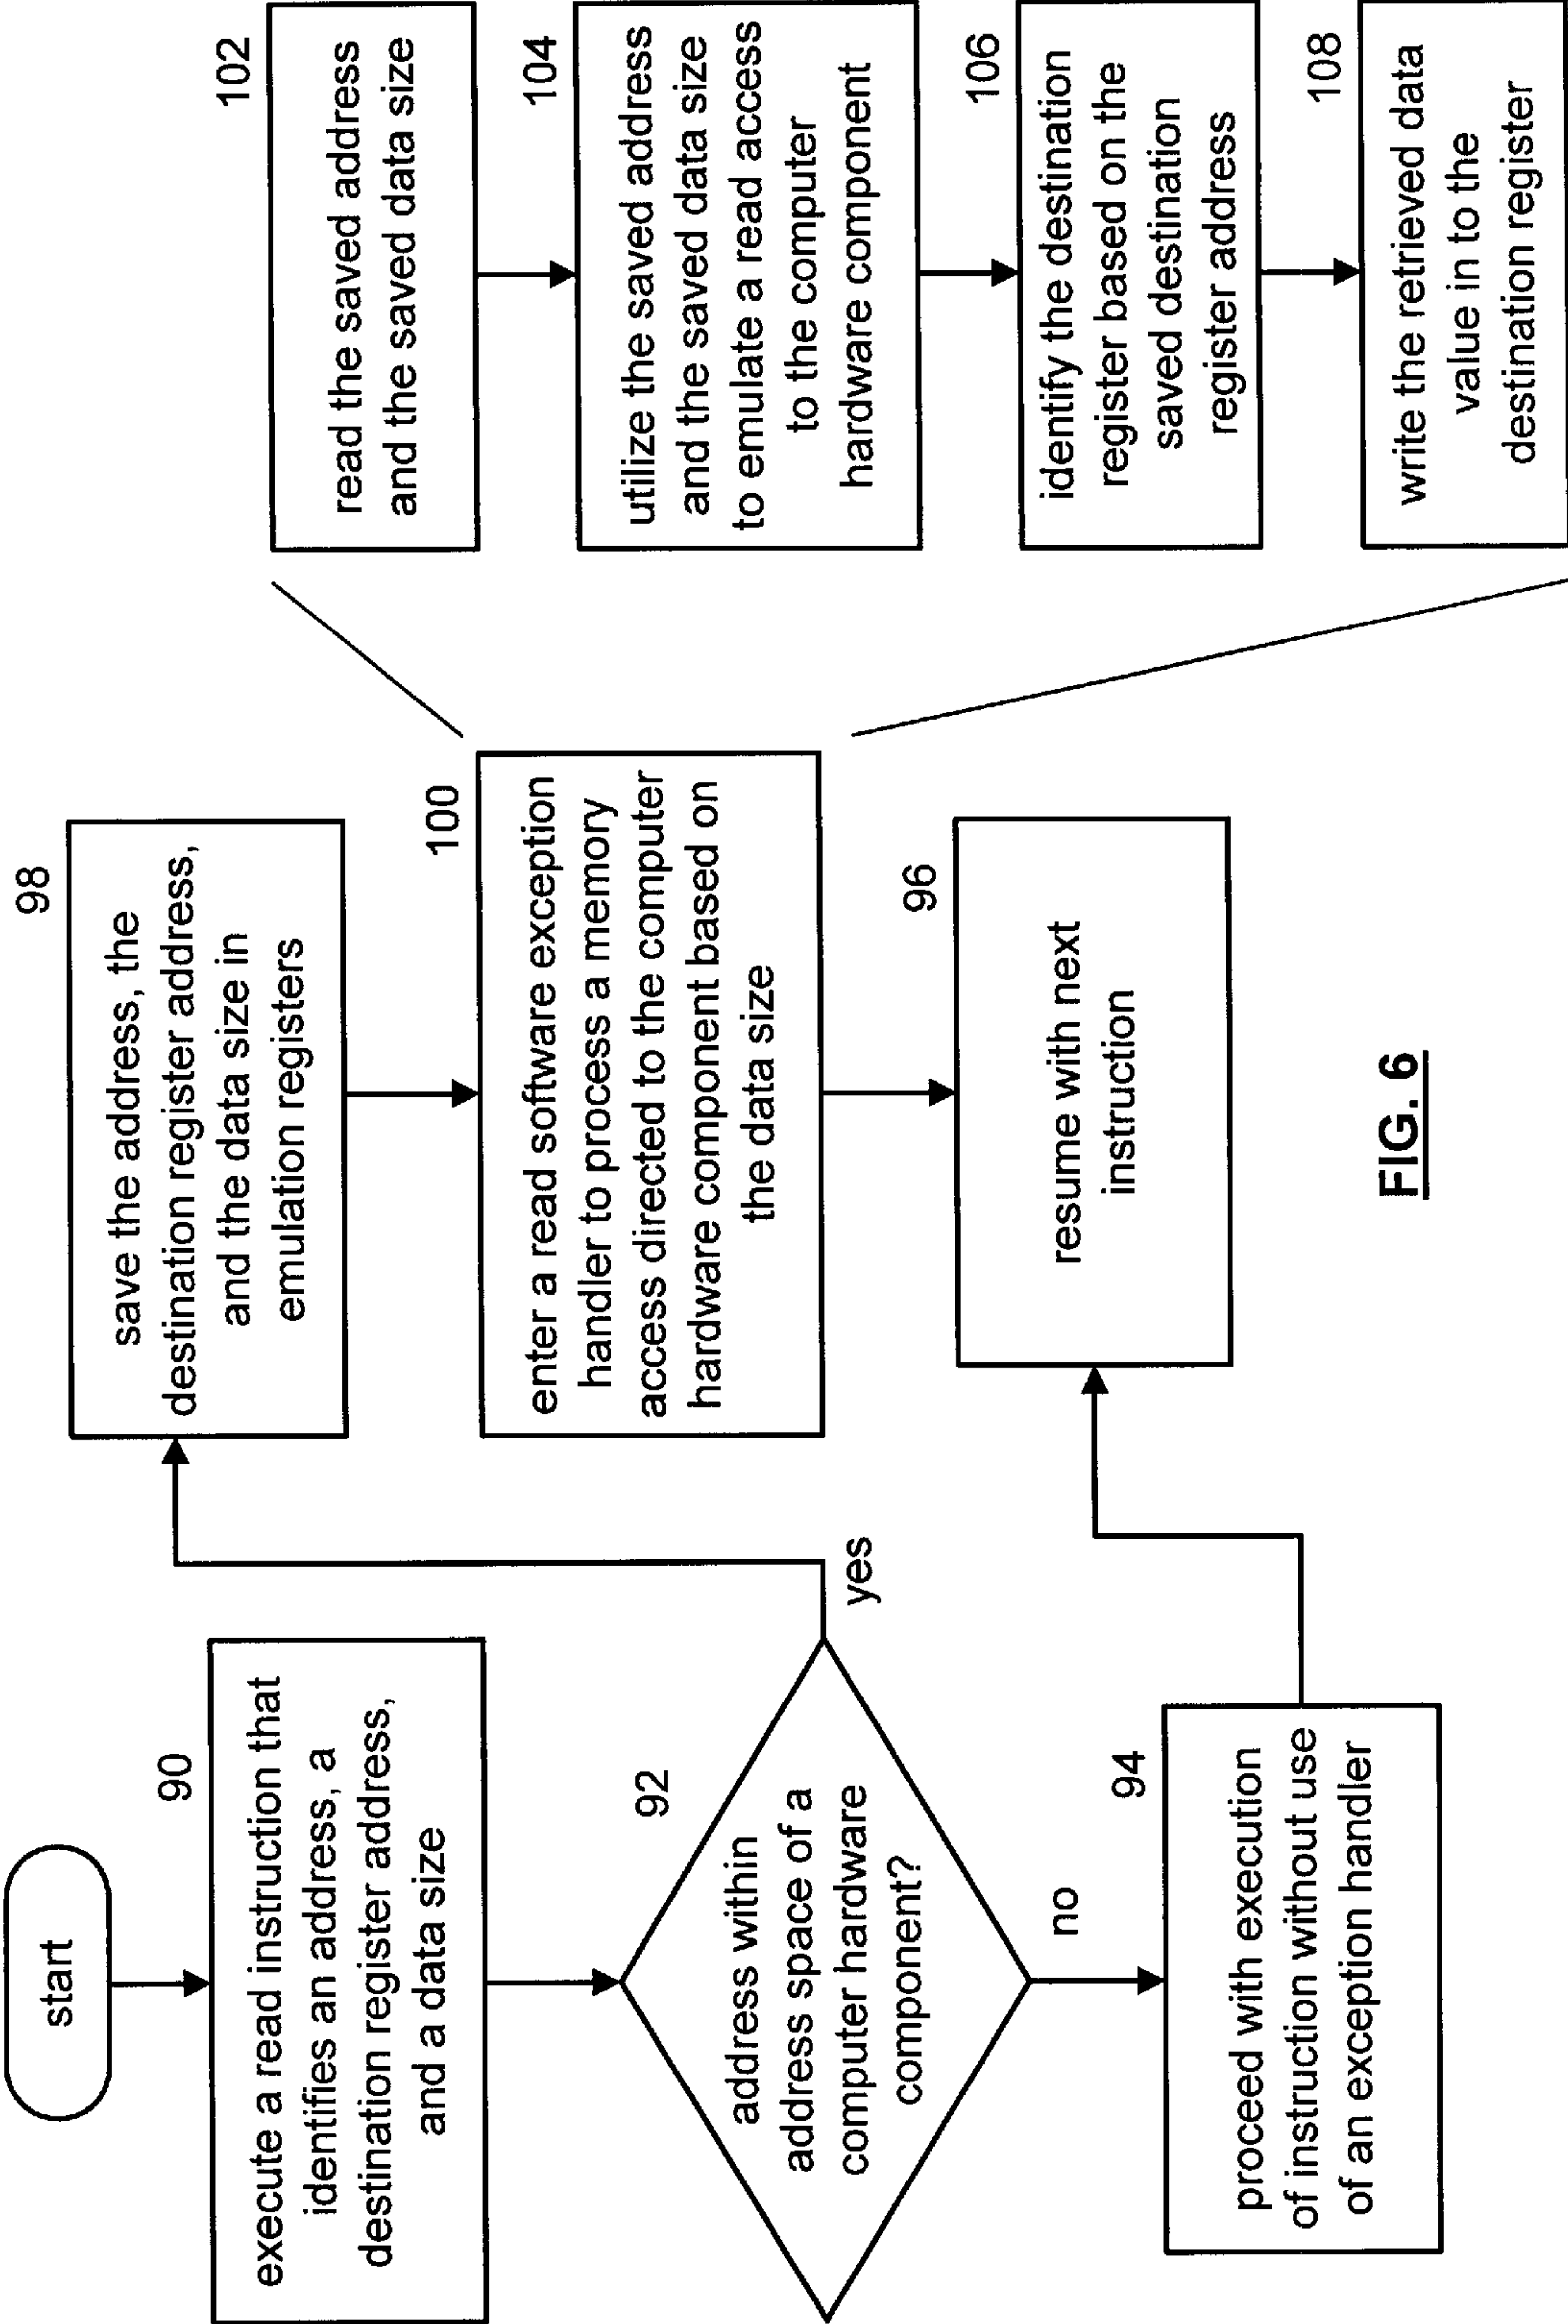 start
90
execute a read instruction that
identifies an address, a
destination register address,
and a data size
92
address within
address space of a
computer hardware
component?
yes
no
94
proceed with execution
of instruction without use
of an exception handler
98
save the address, the
destination register address,
and the data size in
emulation registers
100
enter a read software exception
handler to process a memory
access directed to the computer
hardware component based on
the data size
96
resume with next
instruction
102
read the saved address
and the saved data size
104
utilize the saved address
and the saved data size
to emulate a read access
to the computer
hardware component
106
identify the destination
register based on the
saved destination
register address
108
write the retrieved data
value in to the
destination register
FIG. 6